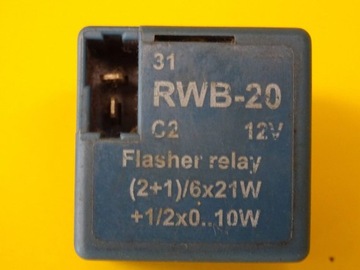 31
RWB-20
C2 12V
Flasher relay
(2+1)/6x21W
+1/2x0..10W